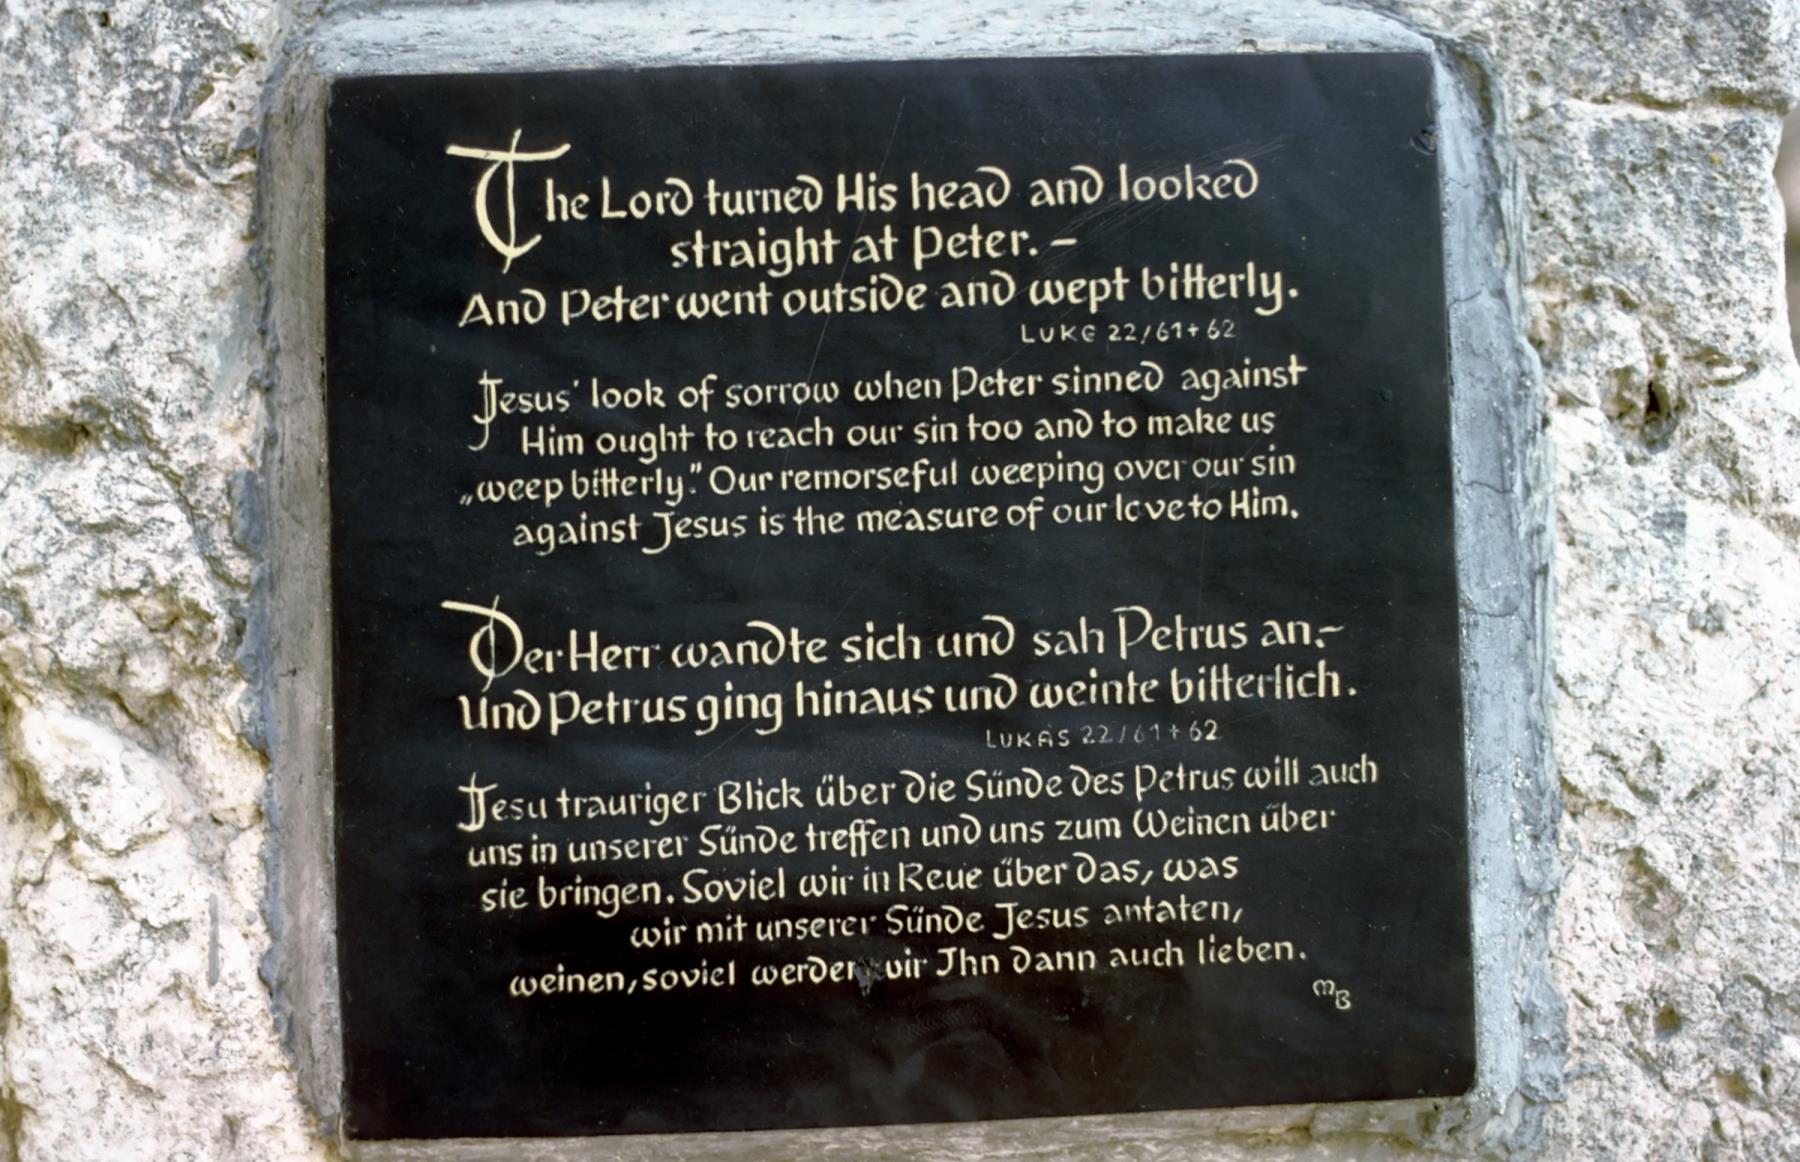 The Lord turned His head and looked
straight at Peter. –
And Peter went outside and wept bitterly.
LUKE 22/61+62
Jesus' look of sorrow when Peter sinned against
Him ought to reach our sin too and to make us
„weep bitterly." Our remorseful weeping over our sin
against Jesus is the measure of our love to Him.
Der Herr wandte sich und sah Petrus an.–
Und Petrus ging hinaus und weinte bitterlich.
LUKAS 22/61+62
Jesu trauriger Blick über die Sünde des Petrus will auch
uns in unserer Sünde treffen und uns zum Weinen über
sie bringen. Soviel wir in Reue über das, was
wir mit unserer Sünde Jesus antaten,
weinen, soviel werden wir Ihn dann auch lieben.
MB